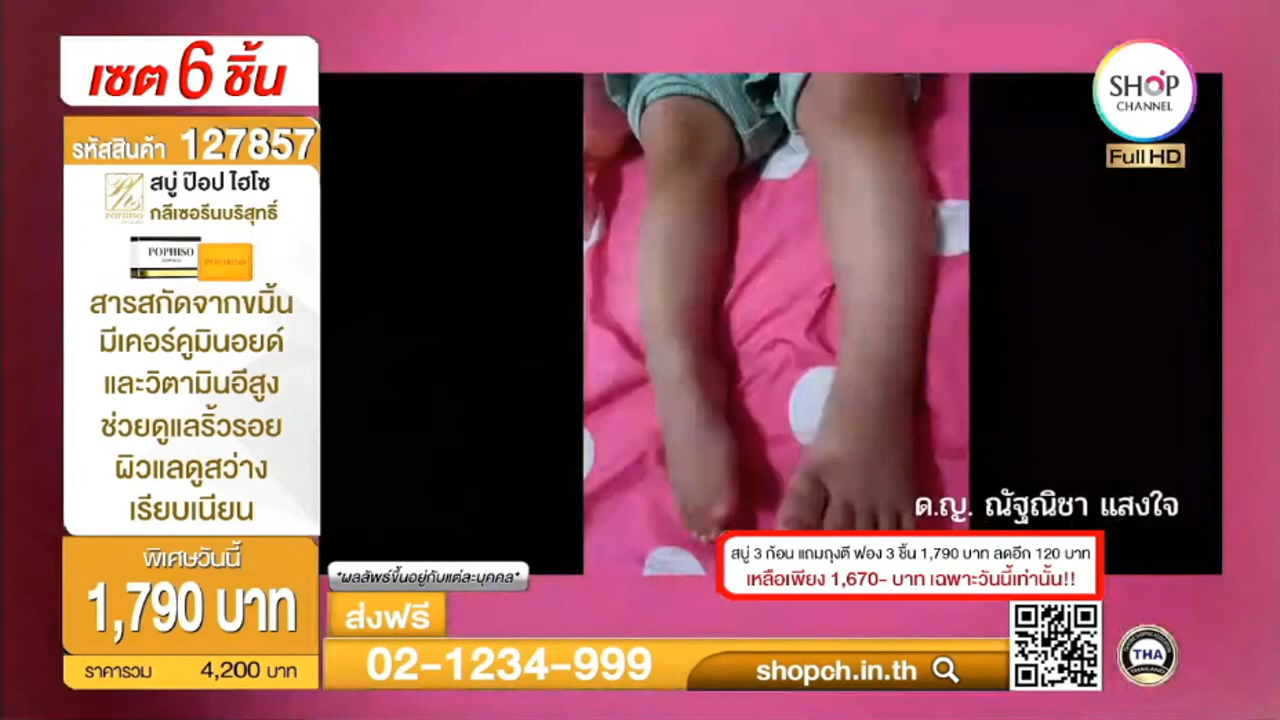 เซต 6 ชิ้น
รหัสสินค้า 127857
สบู่ ป๊อป ไฮโซ
กลีเซอรีนบริสุทธิ์
POPHISO
POPHISO
สารสกัดจากขมิ้น
มีเคอร์คูมินอยด์
และวิตามินอีสูง
ช่วยดูแลริ้วรอย
ผิวแลดูสว่าง
เรียบเนียน
พิเศษวันนี้
1,790 บาท
ราคารวม 4,200 บาท
SHOP
CHANNEL
Full HD
ด.ญ. ณัฐณิชา แสงใจ
สบู่ 3 ก้อน แถมถุงตี ฟอง 3 ชิ้น 1,790 บาท ลดอีก 120 บาท
เหลือเพียง 1,670- บาท เฉพาะวันนี้เท่านั้น!!
*ผลลัพธ์ขึ้นอยู่กับแต่ละบุคคล*
ส่งฟรี
02-1234-999
shopch.in.th
THA